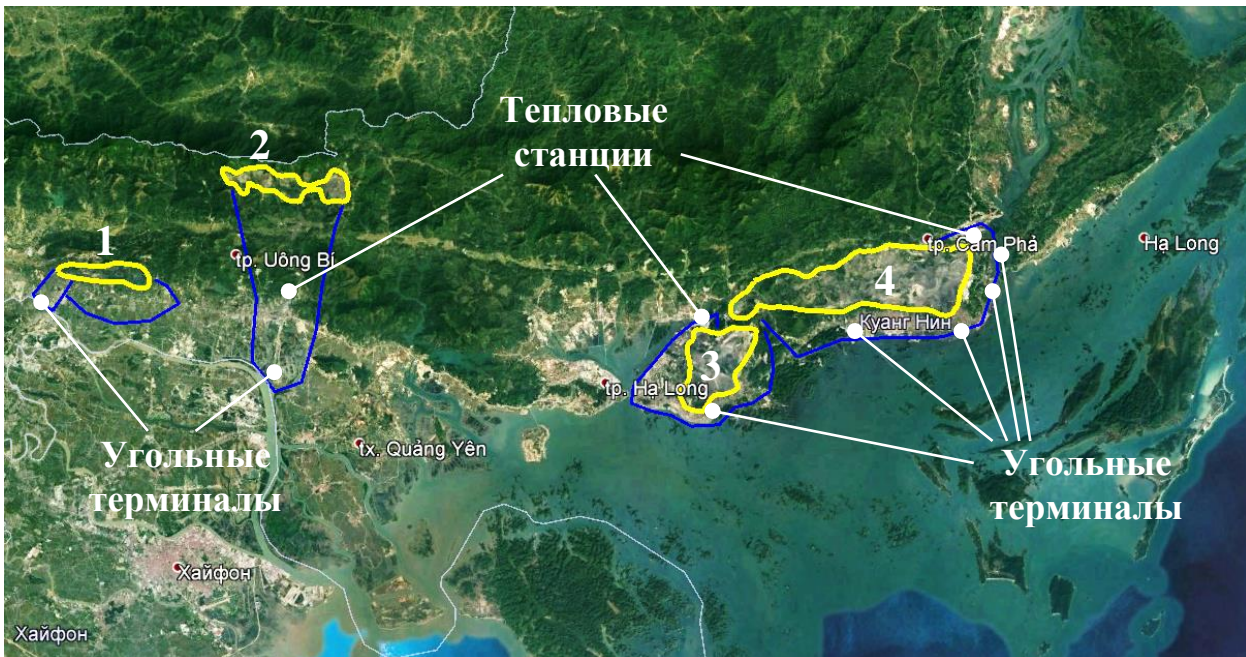 Тепловые
станции
2
1
tp. Uông Bí
tp. Cẩm Phả
Hạ Long
4
Куанг Нин
3
tp. Hạ Long
Угольные
терминалы
tx. Quảng Yên
Угольные
терминалы
Хайфон
Хайфон